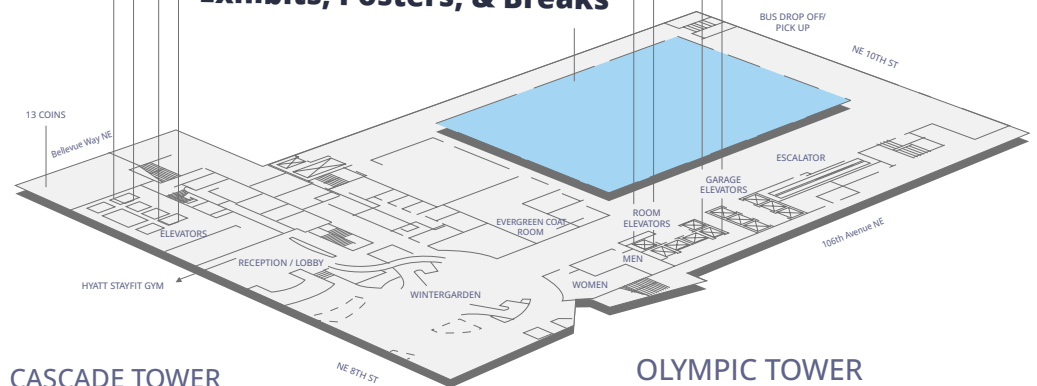 Exhibits, Posters, & Breaks
BUS DROP OFF/
PICK UP
NE 10TH ST
13 COINS
Bellevue Way NE
ESCALATOR
GARAGE
ELEVATORS
ROOM
ELEVATORS
EVERGREEN COAT
ROOM
106th Avenue NE
ELEVATORS
MEN
RECEPTION / LOBBY
HYATT STAYFIT GYM
WOMEN
WINTERGARDEN
NE 8TH ST
CASCADE TOWER
OLYMPIC TOWER